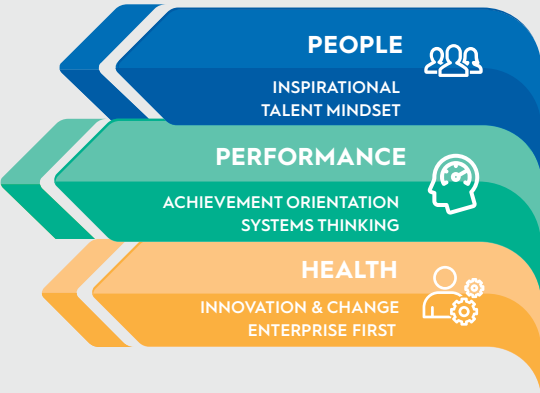 PEOPLE
INSPIRATIONAL
TALENT MINDSET
PERFORMANCE
ACHIEVEMENT ORIENTATION
SYSTEMS THINKING
HEALTH
INNOVATION & CHANGE
ENTERPRISE FIRST